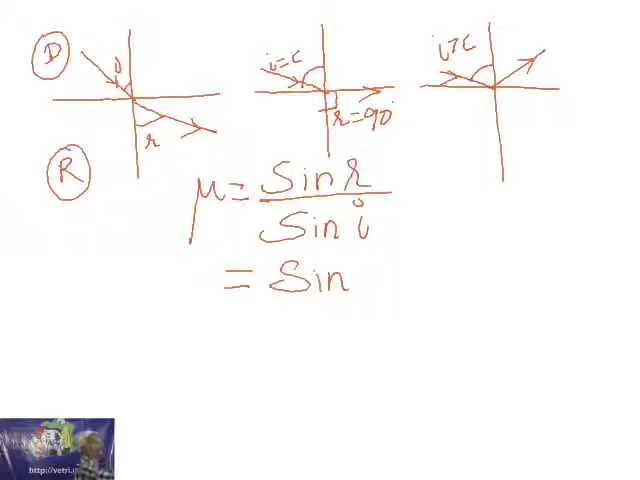 D
i
r
i=c
r=90°
i>c
R
μ = Sin r
Sin i
= Sin
http://vetri.